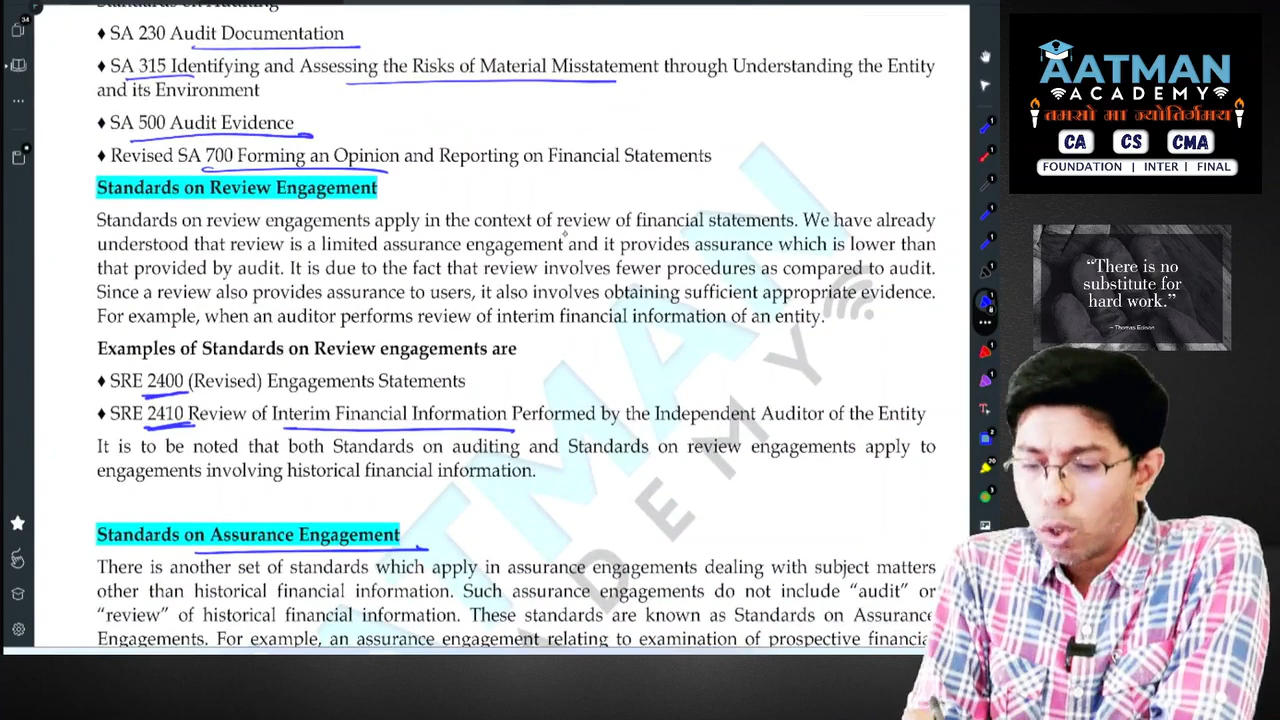 Standards on Auditing
♦ SA 230 Audit Documentation
♦ SA 315 Identifying and Assessing the Risks of Material Misstatement through Understanding the Entity
and its Environment
♦ SA 500 Audit Evidence
♦ Revised SA 700 Forming an Opinion and Reporting on Financial Statements
Standards on Review Engagement
Standards on review engagements apply in the context of review of financial statements. We have already
understood that review is a limited assurance engagement and it provides assurance which is lower than
that provided by audit. It is due to the fact that review involves fewer procedures as compared to audit.
Since a review also provides assurance to users, it also involves obtaining sufficient appropriate evidence.
For example, when an auditor performs review of interim financial information of an entity.
Examples of Standards on Review engagements are
♦ SRE 2400 (Revised) Engagements Statements
♦ SRE 2410 Review of Interim Financial Information Performed by the Independent Auditor of the Entity
It is to be noted that both Standards on auditing and Standards on review engagements apply to
engagements involving historical financial information.
Standards on Assurance Engagement
There is another set of standards which apply in assurance engagements dealing with subject matters
other than historical financial information. Such assurance engagements do not include “audit” or
“review” of historical financial information. These standards are known as Standards on Assurance
Engagements. For example, an assurance engagement relating to examination of prospective financia
ATMAN
DEMY
AATMAN
ACADEMY
तमसो मा ज्योतिर्गमय
CA CS CMA
FOUNDATION | INTER | FINAL
“There is no
substitute for
hard work.”
– Thomas Edison